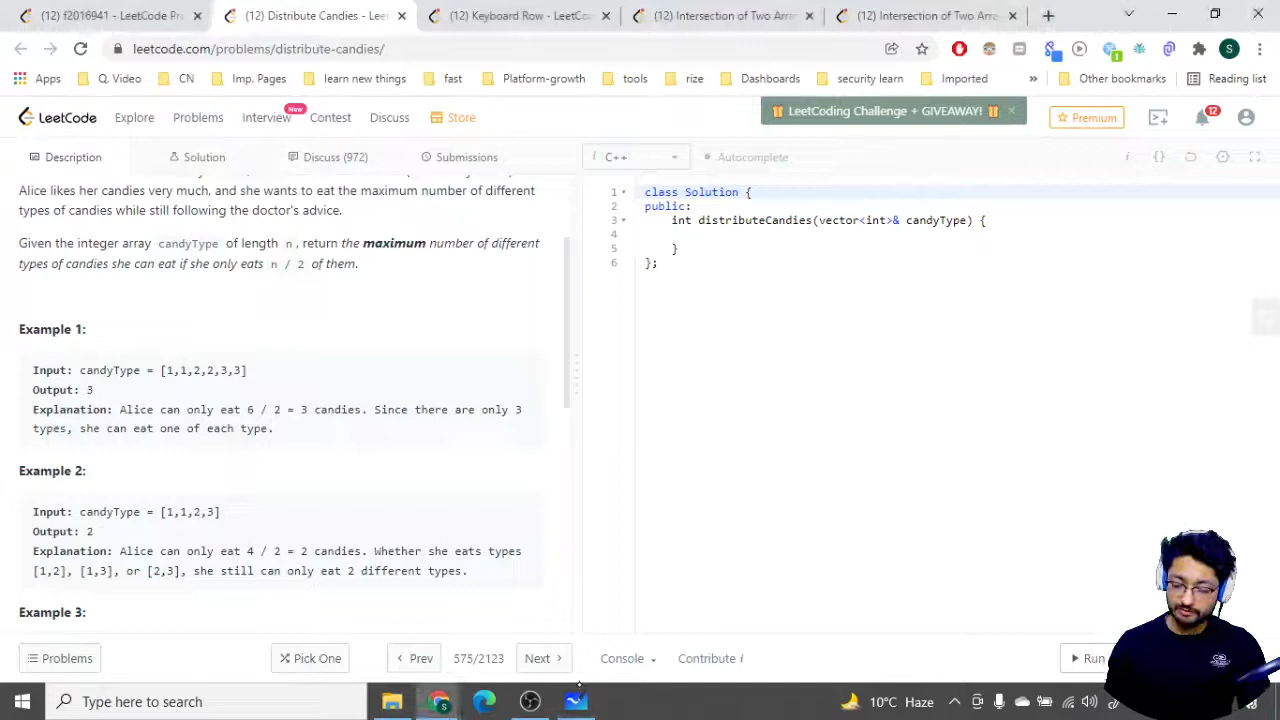 (12) f2016941 - LeetCode Pr
(12) Distribute Candies - Leet
(12) Keyboard Row - LeetCo
(12) Intersection of Two Arra
(12) Intersection of Two Arra
leetcode.com/problems/distribute-candies/
Apps
Q. Video
CN
Imp. Pages
learn new things
fast
Platform-growth
tools
rize
Dashboards
security learn
Imported
»
Other bookmarks
Reading list
LeetCode
Explore
Problems
Interview
New
Contest
Discuss
Store
LeetCoding Challenge + GIVEAWAY!
Premium
12
Description
Solution
Discuss (972)
Submissions
i C++
Autocomplete
Alice likes her candies very much, and she wants to eat the maximum number of different
types of candies while still following the doctor's advice.
Given the integer array candyType of length n, return the maximum number of different
types of candies she can eat if she only eats n / 2 of them.
Example 1:
Input: candyType = [1,1,2,2,3,3]
Output: 3
Explanation: Alice can only eat 6 / 2 = 3 candies. Since there are only 3
types, she can eat one of each type.
Example 2:
Input: candyType = [1,1,2,3]
Output: 2
Explanation: Alice can only eat 4 / 2 = 2 candies. Whether she eats types
[1,2], [1,3], or [2,3], she still can only eat 2 different types.
Example 3:
1 class Solution {
2 public:
3 int distributeCandies(vector<int>& candyType) {
4
5 }
6 };
Problems
Pick One
Prev
575/2123
Next
Console
Contribute i
Run
Type here to search
10°C Haze